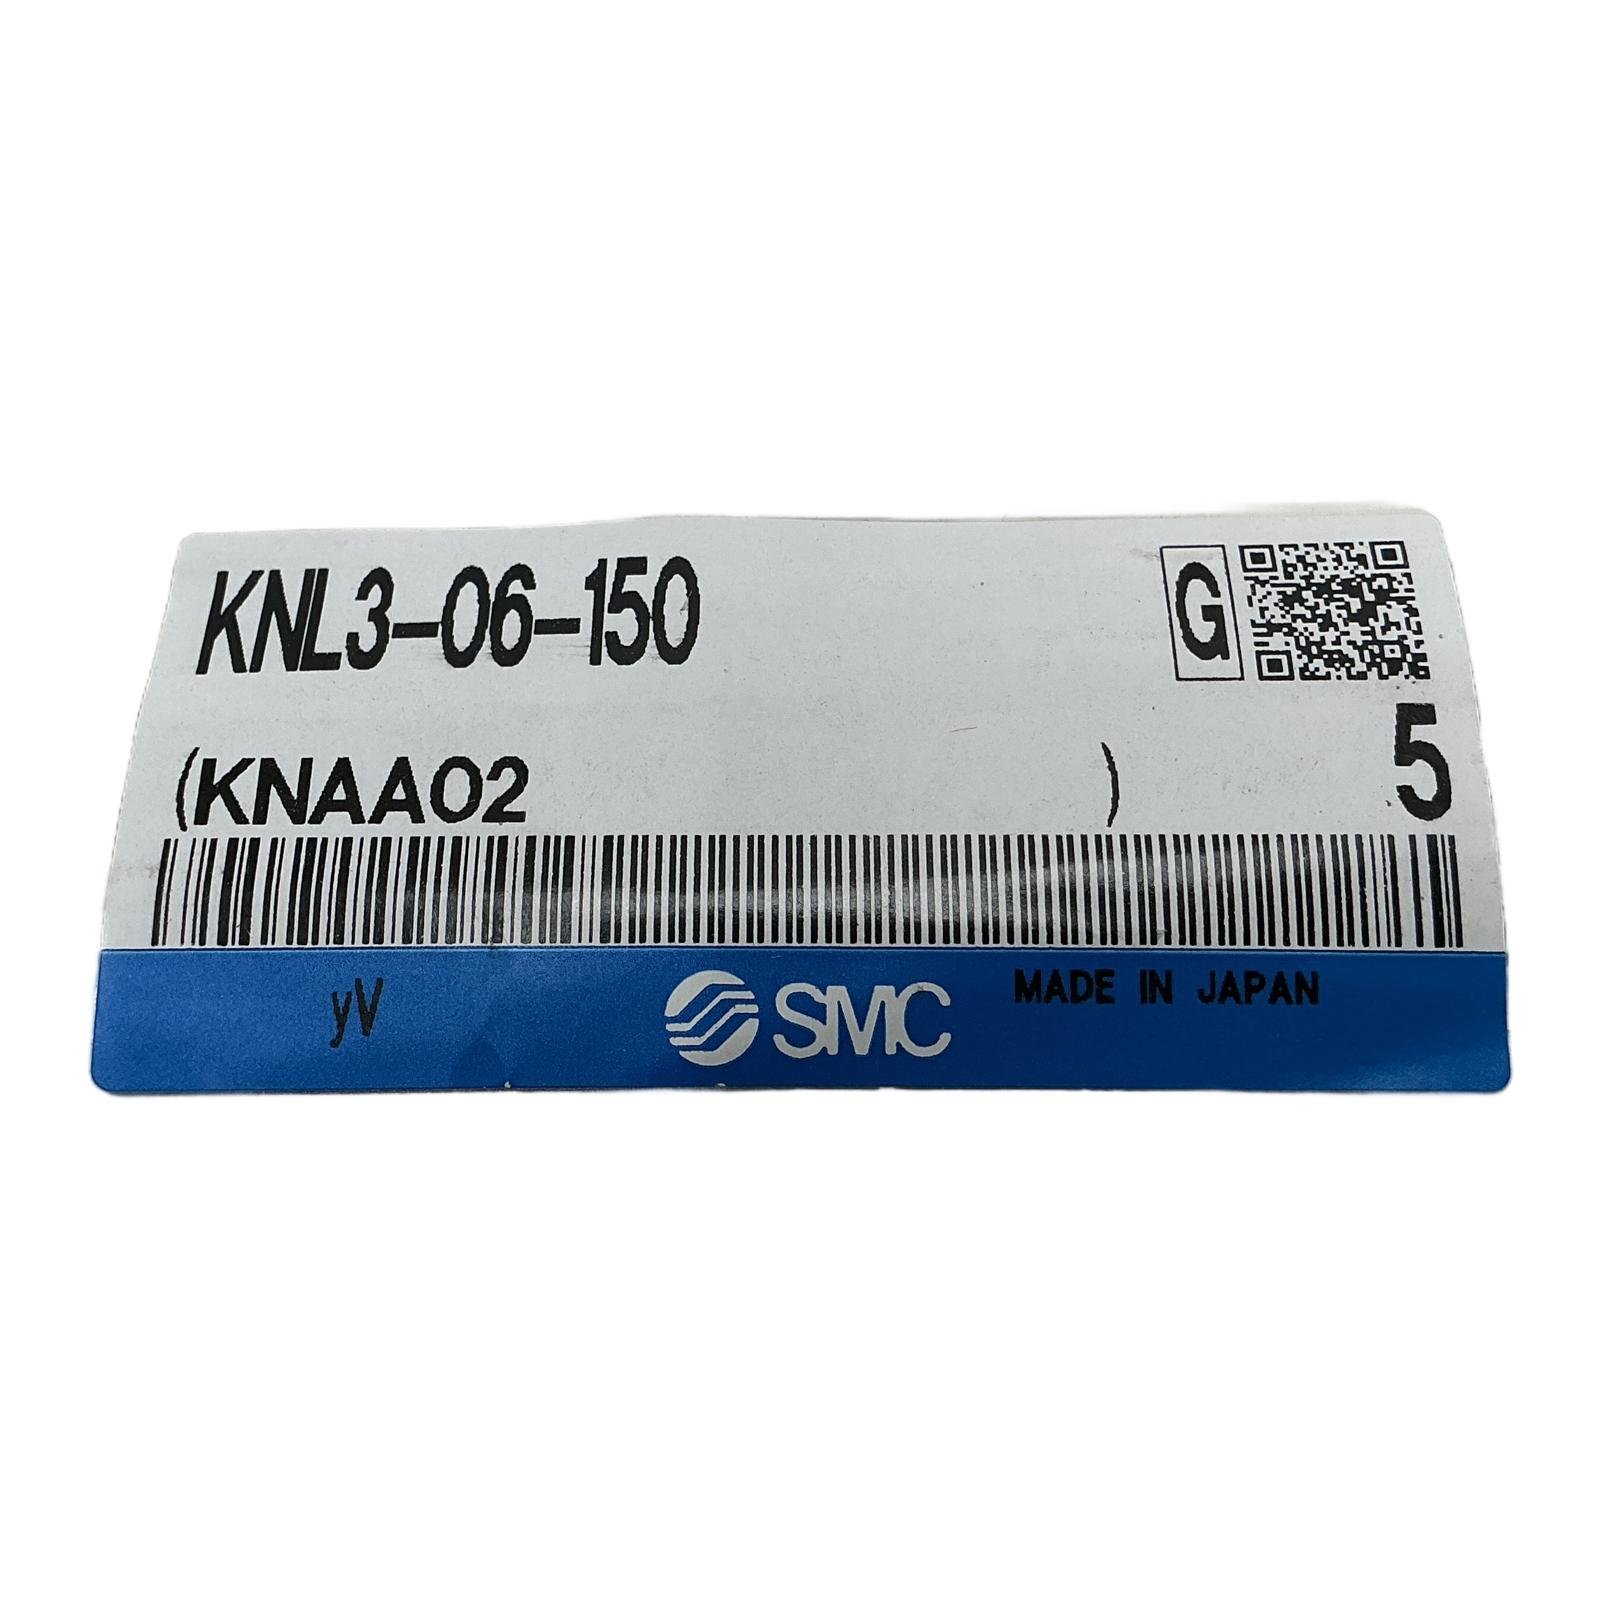 KNL3-06-150
G
(KNAA02 )
5
yV
SMC
MADE IN JAPAN